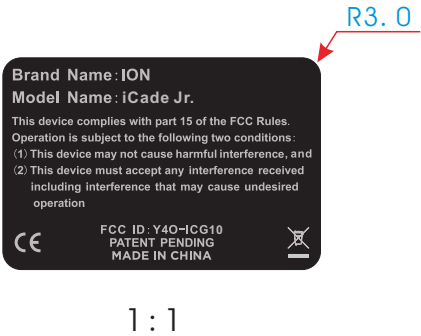 R3.0
Brand Name:ION
Model Name:iCade Jr.
This device complies with part 15 of the FCC Rules.
Operation is subject to the following two conditions:
(1) This device may not cause harmful interference, and
(2) This device must accept any interference received
including interference that may cause undesired
operation
CE
FCC ID:Y4O-ICG10
PATENT PENDING
MADE IN CHINA
1:1